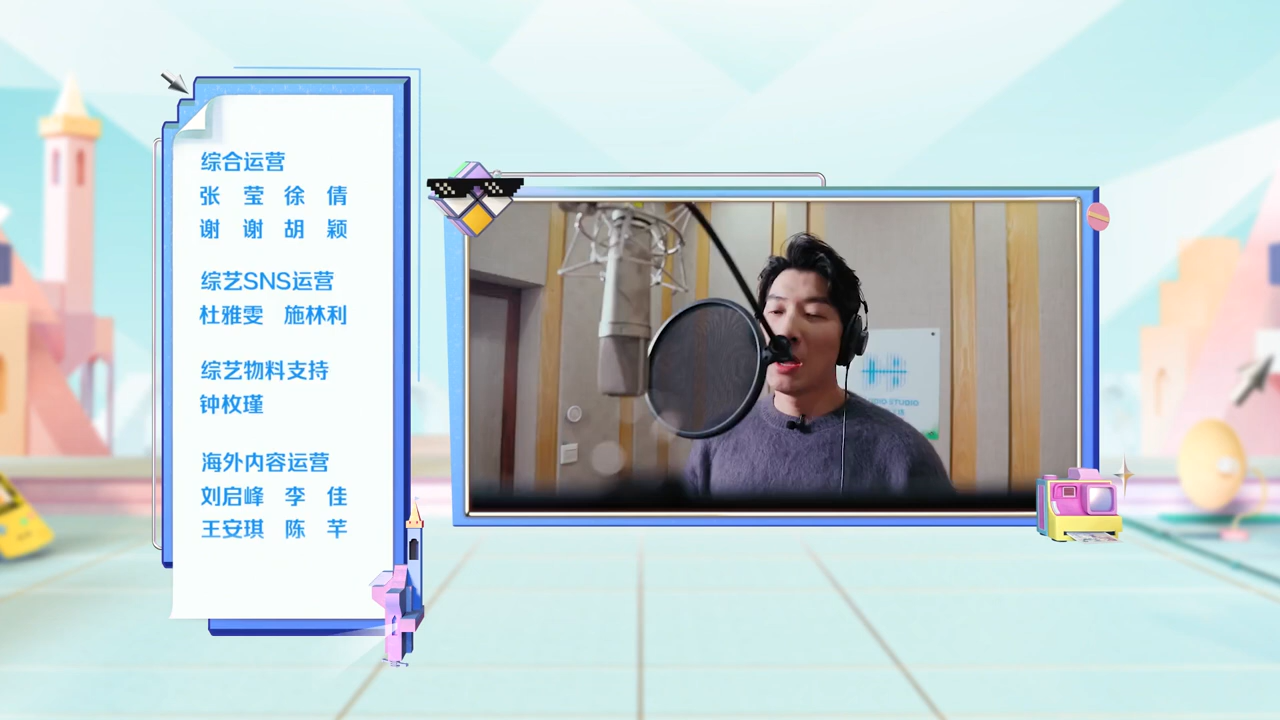 综合运营
张 莹 徐 倩
谢 谢 胡 颖
综艺SNS运营
杜雅雯 施林利
综艺物料支持
钟枚瑾
海外内容运营
刘启峰 李 佳
王安琪 陈 芊